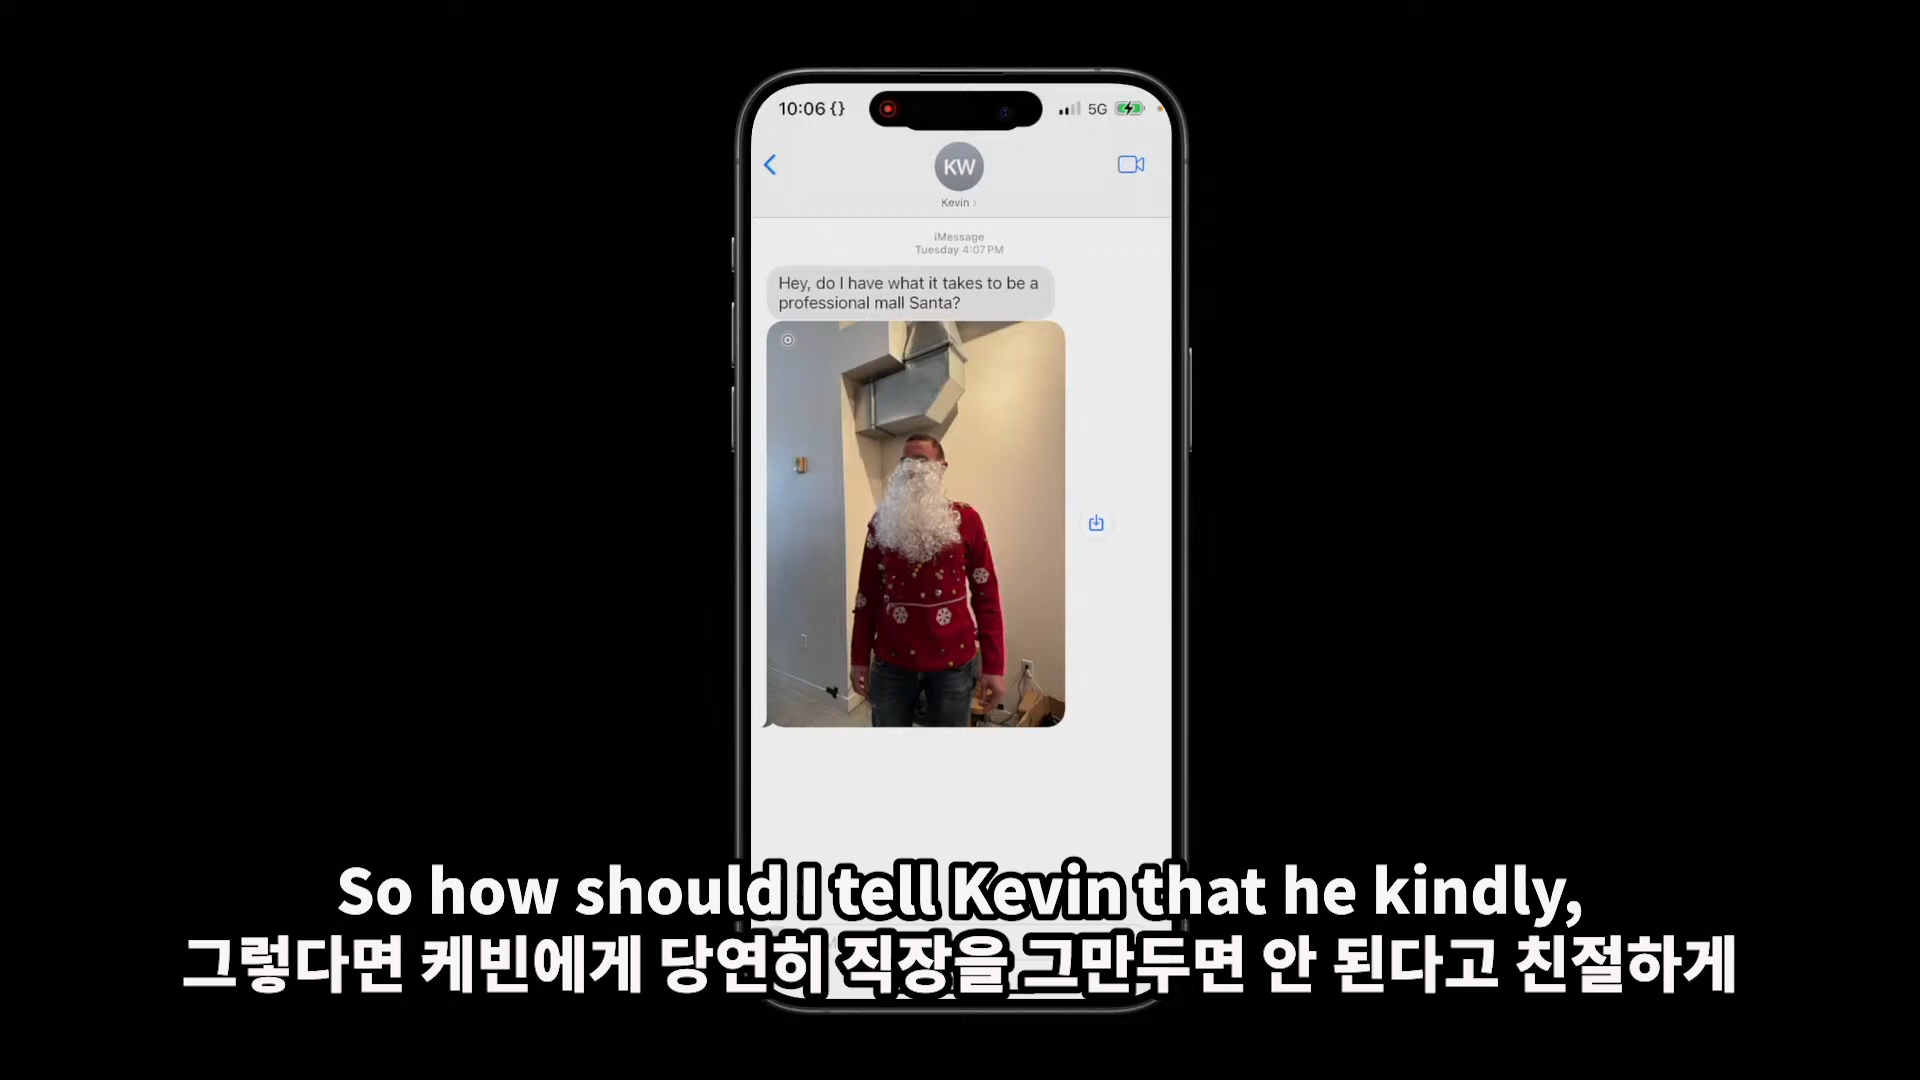 10:06 {}
5G
KW
Kevin
iMessage
Tuesday 4:07 PM
Hey, do I have what it takes to be a
professional mall Santa?
So how should I tell Kevin that he kindly,
그렇다면 케빈에게 당연히 직장을 그만두면 안 된다고 친절하게